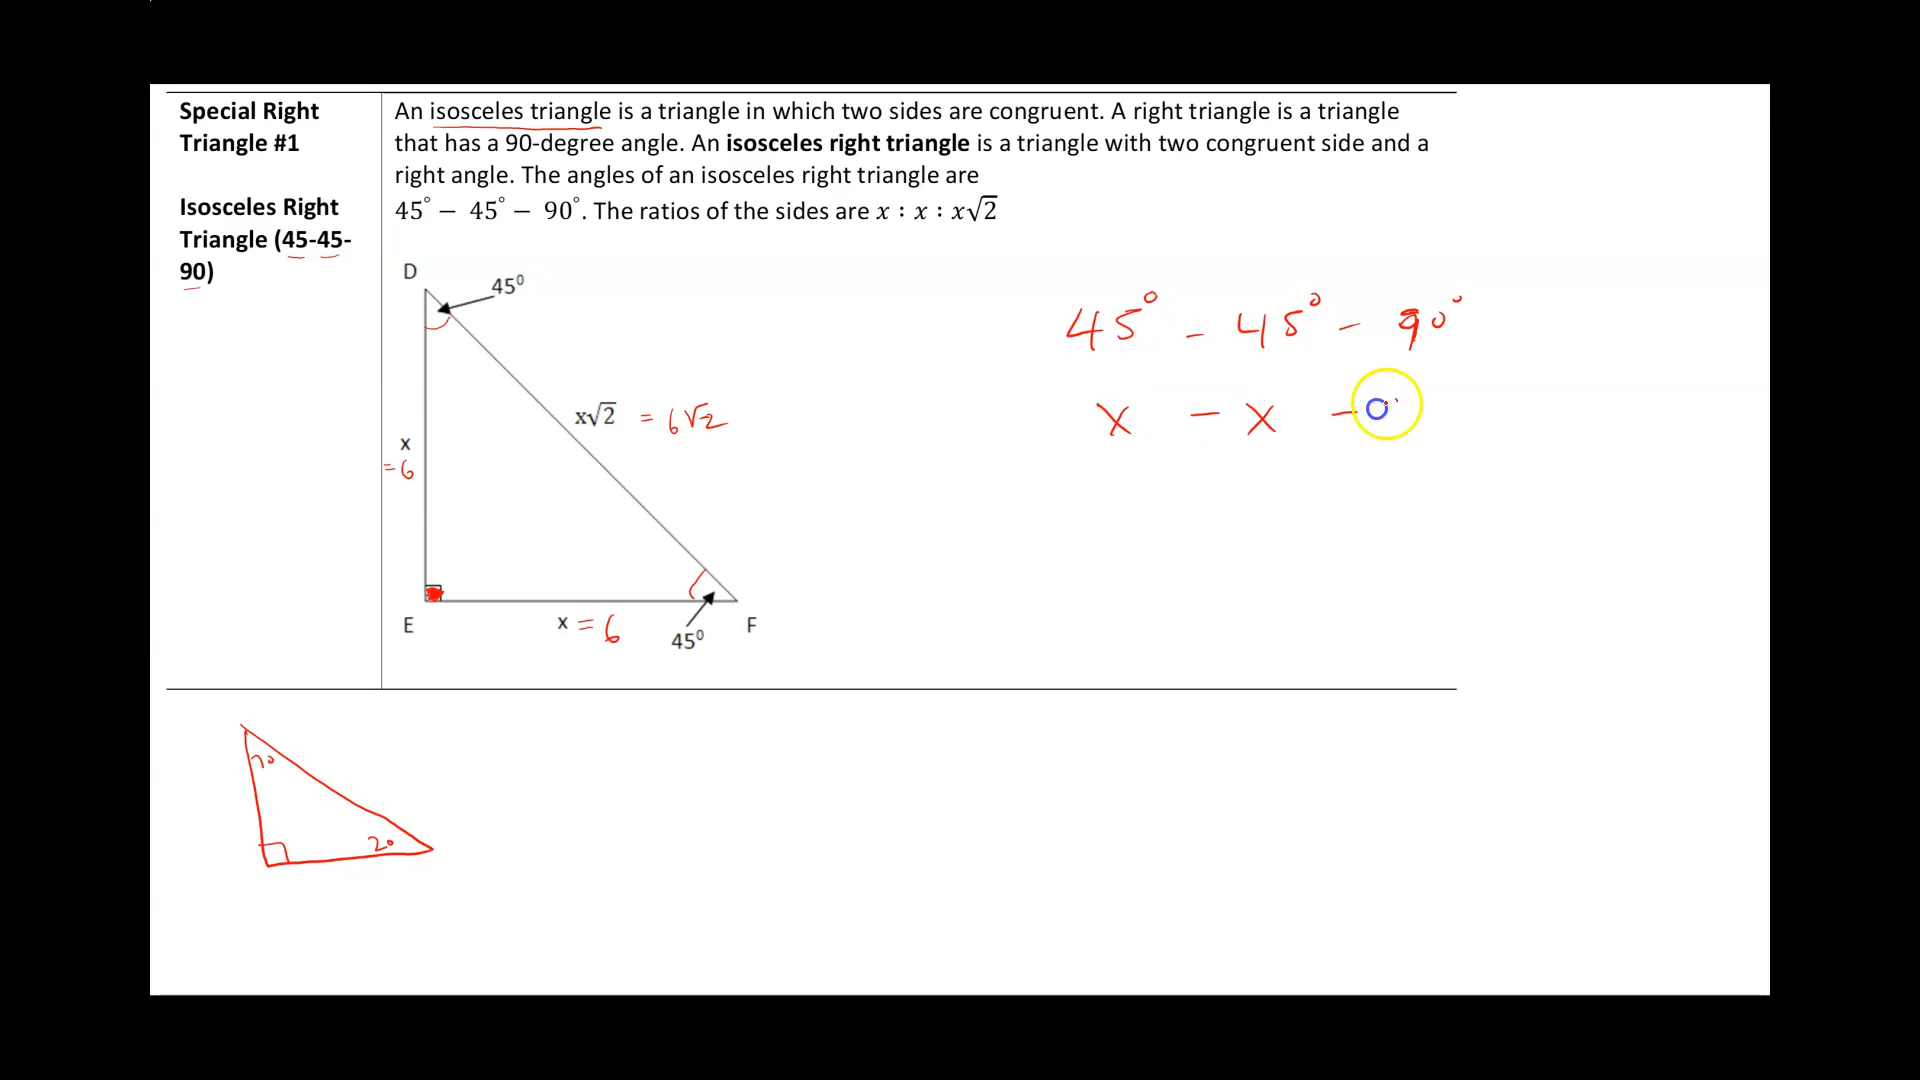 Special Right
Triangle #1
Isosceles Right
Triangle (45-45-
90)
An isosceles triangle is a triangle in which two sides are congruent. A right triangle is a triangle
that has a 90-degree angle. An isosceles right triangle is a triangle with two congruent side and a
right angle. The angles of an isosceles right triangle are
45° − 45° − 90°. The ratios of the sides are x : x : x√2
D
45⁰
x√2 = 6√2
x
= 6
E
x = 6
45⁰
F
45° - 45° - 90°
x - x -
70
20